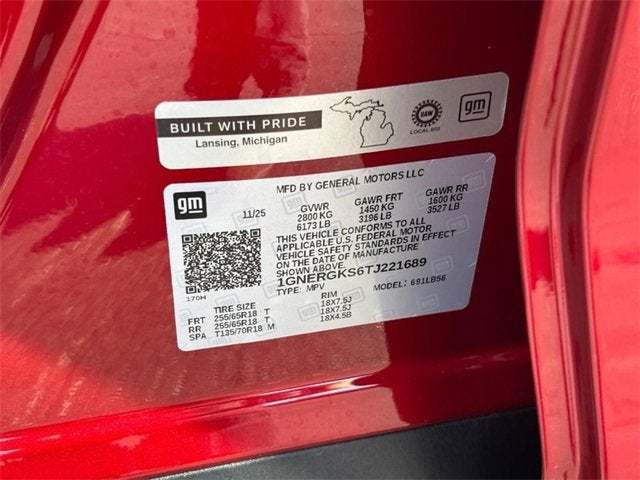 BUILT WITH PRIDE
Lansing, Michigan
UAW
LOCAL 602
gm
gm
MFD BY GENERAL MOTORS LLC
11/25
GVWR GAWR FRT GAWR RR
2800 KG 1450 KG 1600 KG
6173 LB 3196 LB 3527 LB
THIS VEHICLE CONFORMS TO ALL
APPLICABLE U.S. FEDERAL MOTOR
VEHICLE SAFETY STANDARDS IN EFFECT
ON THE DATE OF MANUFACTURE
SHOWN ABOVE.
1GNERGKS6TJ221689
TYPE: MPV MODEL: 691LB56
170H
TIRE SIZE RIM
FRT 255/65R18 T 18X7.5J
RR 255/65R18 T 18X7.5J
SPA T135/70R18 M 18X4.5B